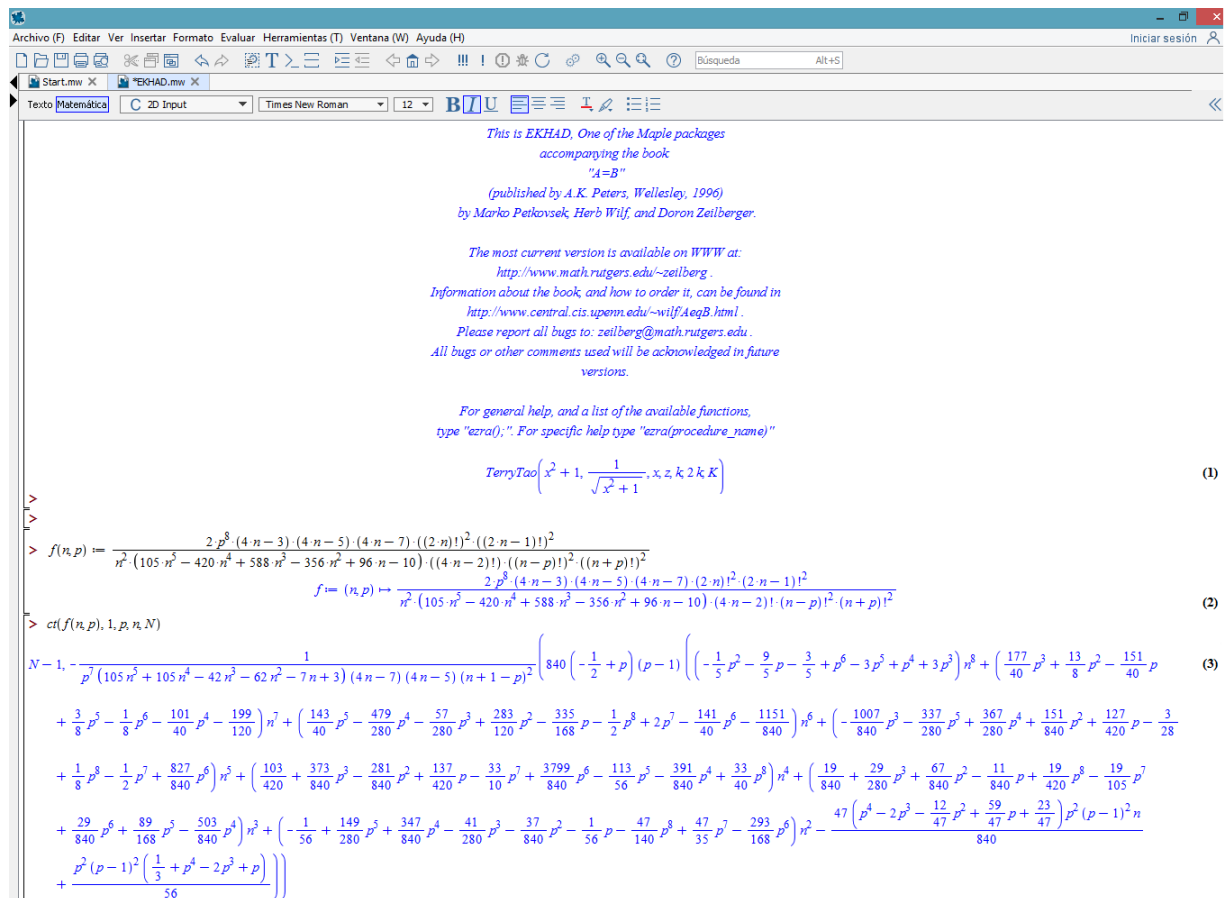 Archivo (F) Editar Ver Insertar Formato Evaluar Herramientas (T) Ventana (W) Ayuda (H) Iniciar sesión
Búsqueda Alt+S
Start.mw X *EKHAD.mw X
Texto Matemática C 2D Input Times New Roman 12 B I U
This is EKHAD, One of the Maple packages
accompanying the book
"A=B"
(published by A.K. Peters, Wellesley, 1996)
by Marko Petkovsek, Herb Wilf, and Doron Zeilberger.
The most current version is available on WWW at:
http://www.math.rutgers.edu/~zeilberg .
Information about the book, and how to order it, can be found in
http://www.central.cis.upenn.edu/~wilf/AeqB.html .
Please report all bugs to: zeilberg@math.rutgers.edu .
All bugs or other comments used will be acknowledged in future
versions.
For general help, and a list of the available functions,
type "ezra();". For specific help type "ezra(procedure_name)"
TerryTao(x^2 + 1, 1/√(x^2 + 1), x, z, k, 2 k, K) (1)
>
>
> f(n, p) := (2·p^8·(4·n − 3)·(4·n − 5)·(4·n − 7)·((2·n)!)^2·((2·n − 1)!)^2)/(n^2·(105·n^5 − 420·n^4 + 588·n^3 − 356·n^2 + 96·n − 10)·((4·n − 2)!)·((n − p)!)^2·((n + p)!)^2)
f := (n, p) ↦ (2·p^8·(4·n − 3)·(4·n − 5)·(4·n − 7)·(2·n)!^2·(2·n − 1)!^2)/(n^2·(105·n^5 − 420·n^4 + 588·n^3 − 356·n^2 + 96·n − 10)·(4·n − 2)!·(n − p)!^2·(n + p)!^2) (2)
> ct(f(n, p), 1, p, n, N)
N − 1, −1/(p^7 (105 n^5 + 105 n^4 − 42 n^3 − 62 n^2 − 7 n + 3) (4 n − 7) (4 n − 5) (n + 1 − p)^2) (840 (−1/2 + p) (p − 1) ((−1/5 p^2 − 9/5 p − 3/5 + p^6 − 3 p^5 + p^4 + 3 p^3) n^8 + (177/40 p^3 + 13/8 p^2 − 151/40 p (3)
+ 3/8 p^5 − 1/8 p^6 − 101/40 p^4 − 199/120) n^7 + (143/40 p^5 − 479/280 p^4 − 57/280 p^3 + 283/120 p^2 − 335/168 p − 1/2 p^8 + 2 p^7 − 141/40 p^6 − 1151/840) n^6 + (−1007/840 p^3 − 337/280 p^5 + 367/280 p^4 + 151/840 p^2 + 127/420 p − 3/28
+ 1/8 p^8 − 1/2 p^7 + 827/840 p^6) n^5 + (103/420 + 373/840 p^3 − 281/840 p^2 + 137/420 p − 33/10 p^7 + 3799/840 p^6 − 113/56 p^5 − 391/840 p^4 + 33/40 p^8) n^4 + (19/840 + 29/280 p^3 + 67/840 p^2 − 11/840 p + 19/420 p^8 − 19/105 p^7
+ 29/840 p^6 + 89/168 p^5 − 503/840 p^4) n^3 + (−1/56 + 149/280 p^5 + 347/840 p^4 − 41/280 p^3 − 37/840 p^2 − 1/56 p − 47/140 p^8 + 47/35 p^7 − 293/168 p^6) n^2 − (47 (p^4 − 2 p^3 − 12/47 p^2 + 59/47 p + 23/47) p^2 (p − 1)^2 n)/840
+ (p^2 (p − 1)^2 (1/3 + p^4 − 2 p^3 + p))/56))